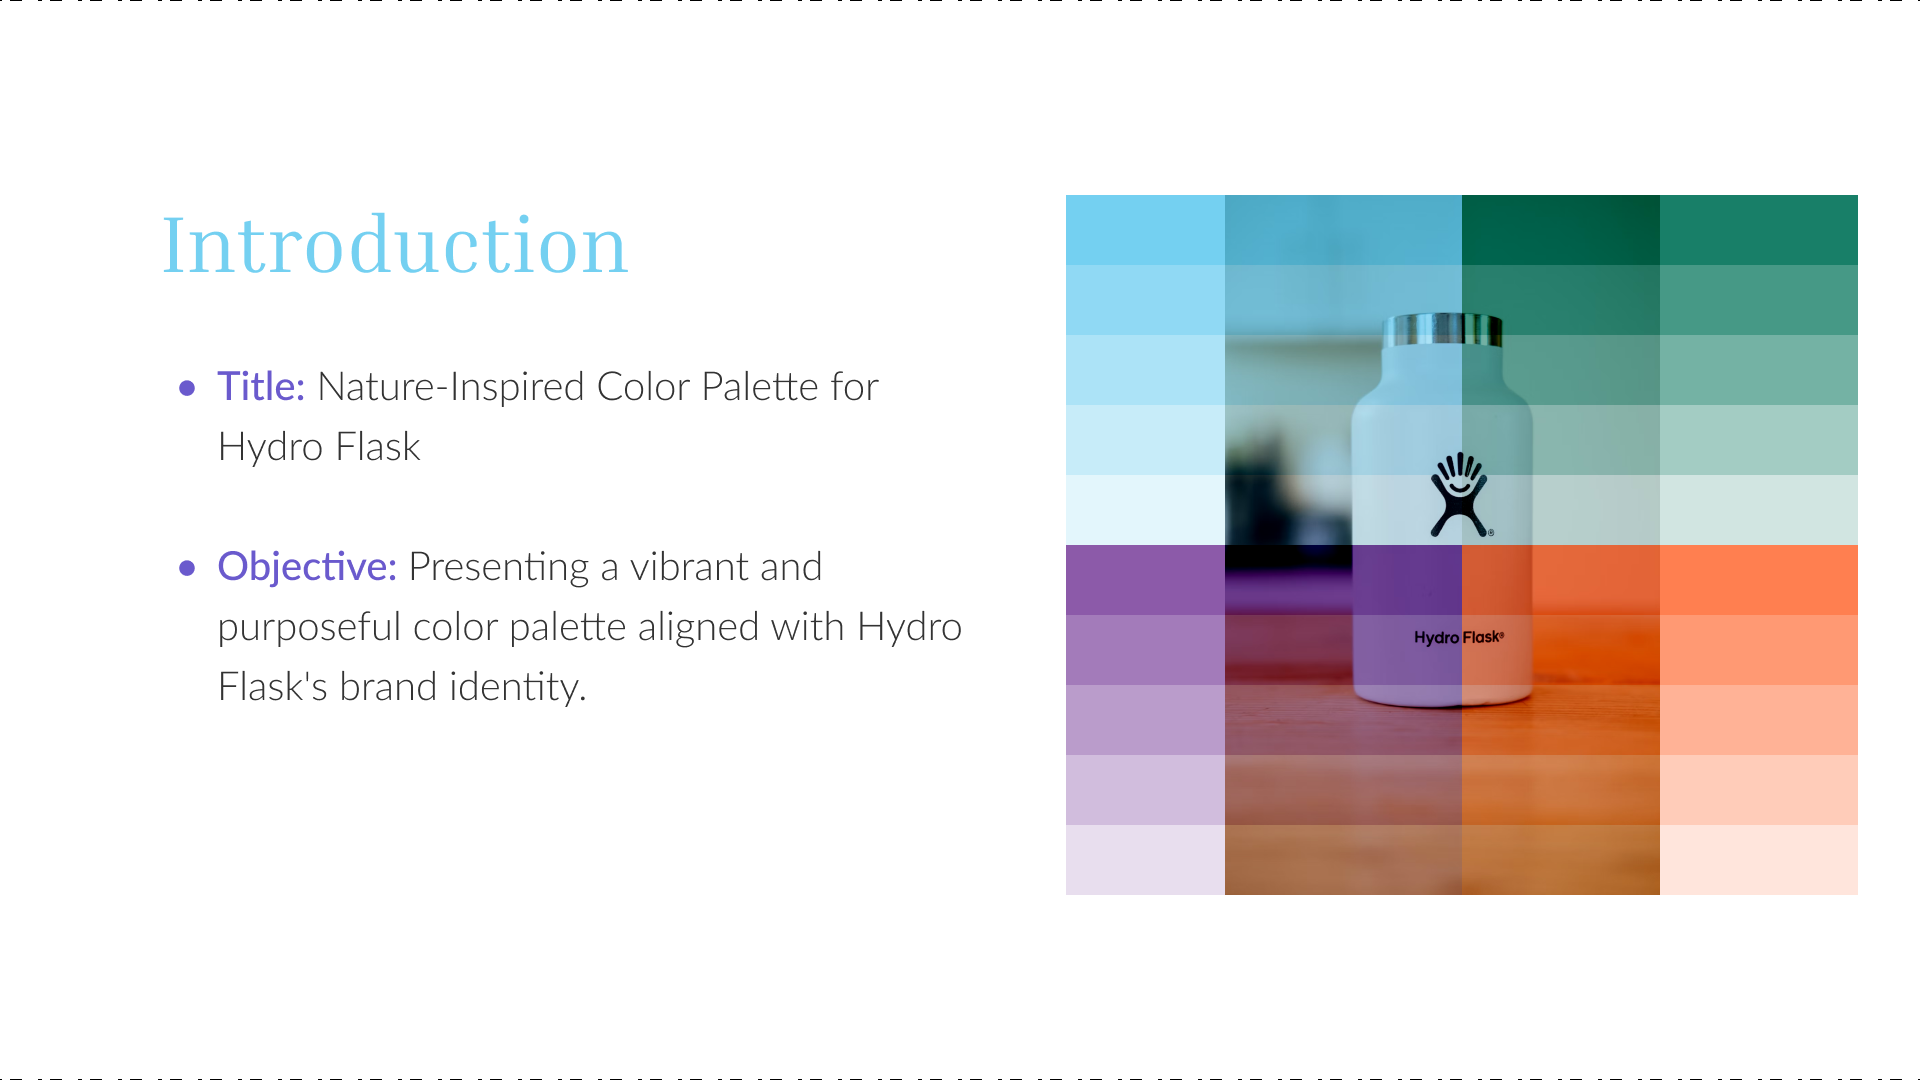 Introduction
● Title: Nature-Inspired Color Palette for
Hydro Flask
● Objective: Presenting a vibrant and
purposeful color palette aligned with Hydro
Flask's brand identity.
®
Hydro Flask®